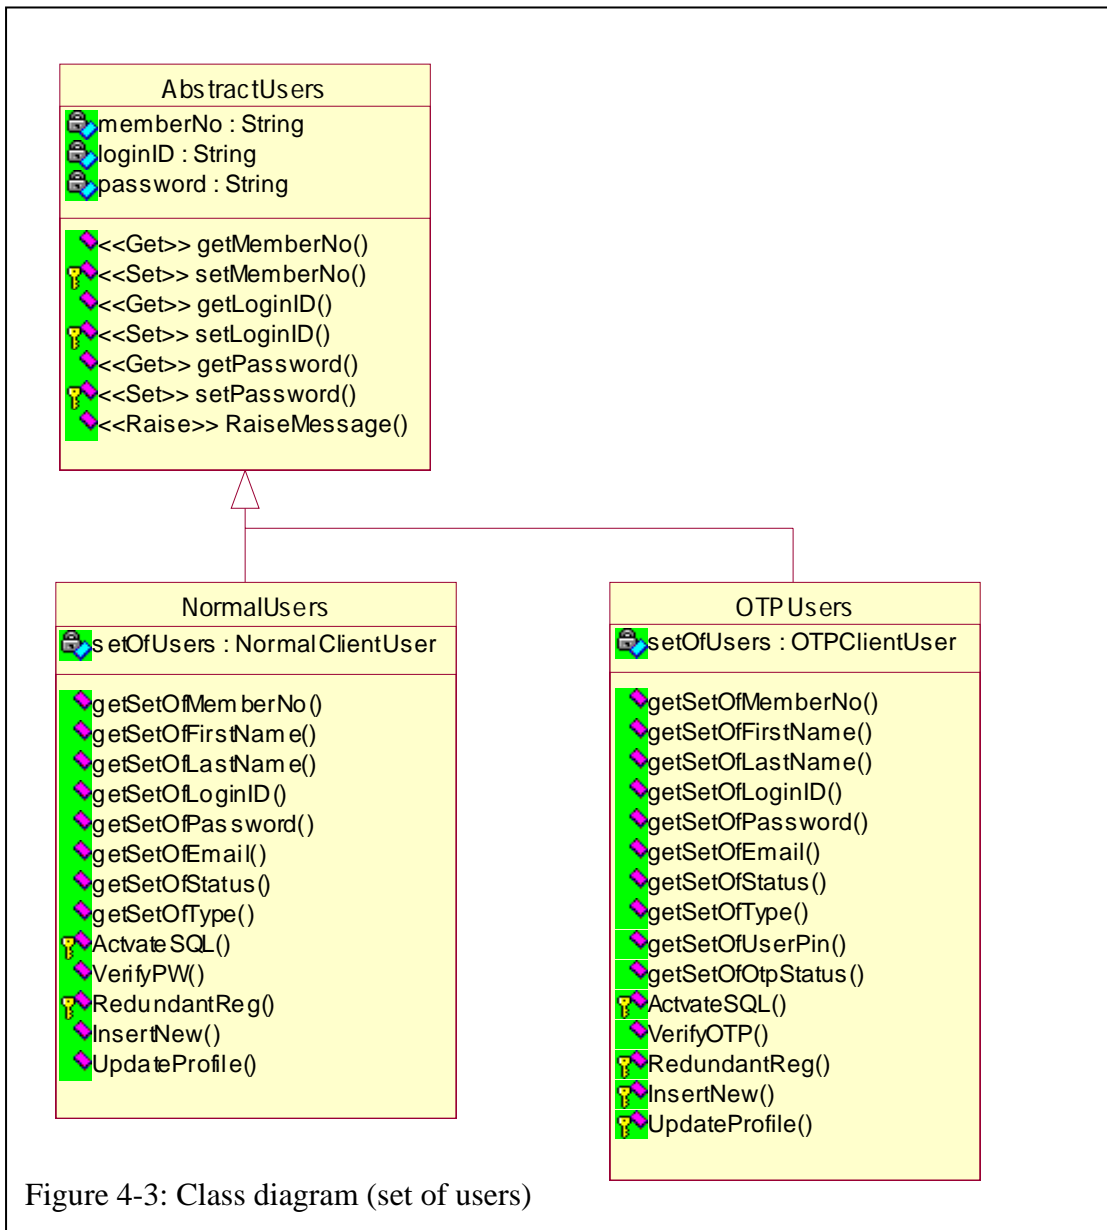 AbstractUsers
memberNo : String
loginID : String
password : String
<<Get>> getMemberNo()
<<Set>> setMemberNo()
<<Get>> getLoginID()
<<Set>> setLoginID()
<<Get>> getPassword()
<<Set>> setPassword()
<<Raise>> RaiseMessage()
NormalUsers
setOfUsers : NormalClientUser
getSetOfMemberNo()
getSetOfFirstName()
getSetOfLastName()
getSetOfLoginID()
getSetOfPassword()
getSetOfEmail()
getSetOfStatus()
getSetOfType()
ActvateSQL()
VerifyPW()
RedundantReg()
InsertNew()
UpdateProfile()
OTPUsers
setOfUsers : OTPClientUser
getSetOfMemberNo()
getSetOfFirstName()
getSetOfLastName()
getSetOfLoginID()
getSetOfPassword()
getSetOfEmail()
getSetOfStatus()
getSetOfType()
getSetOfUserPin()
getSetOfOtpStatus()
ActvateSQL()
VerifyOTP()
RedundantReg()
InsertNew()
UpdateProfile()
Figure 4-3: Class diagram (set of users)